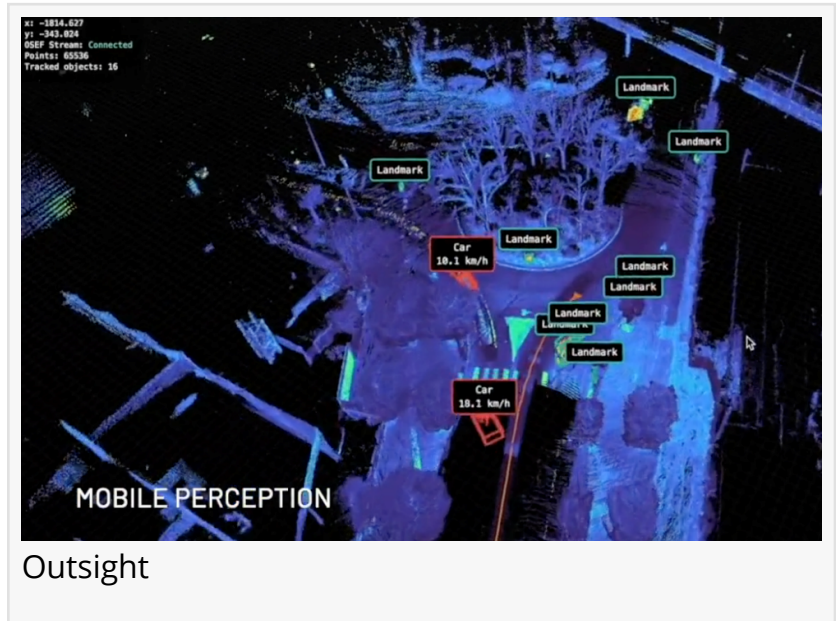 x: -1814.627
y: -343.024
OSEF Stream: Connected
Points: 65536
Tracked objects: 16
Landmark
Landmark
Landmark
Landmark
Car
10.1 km/h
Landmark
Landmark
Landmark
Landmark
Landmark
Car
18.1 km/h
MOBILE PERCEPTION
Outsight